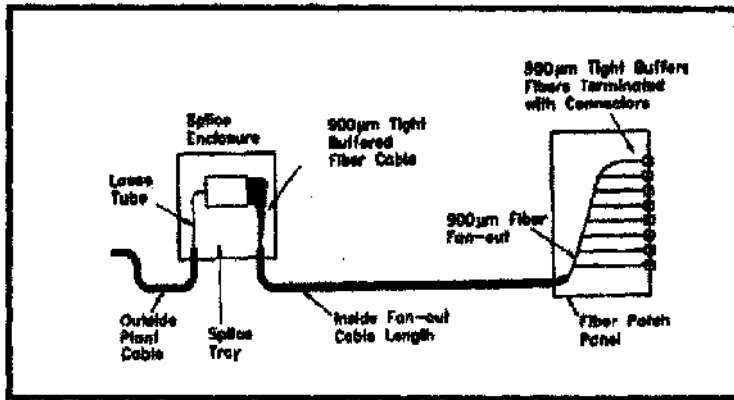 900µm Tight Buffers
Fibers Terminated
with Connectors
Splice
Enclosure
900µm Tight
Buffered
Fiber Cable
Loose
Tube
900µm Fiber
Fan-out
Outside
Plant
Cable
Splice
Tray
Inside Fan-out
Cable Length
Fiber Patch
Panel